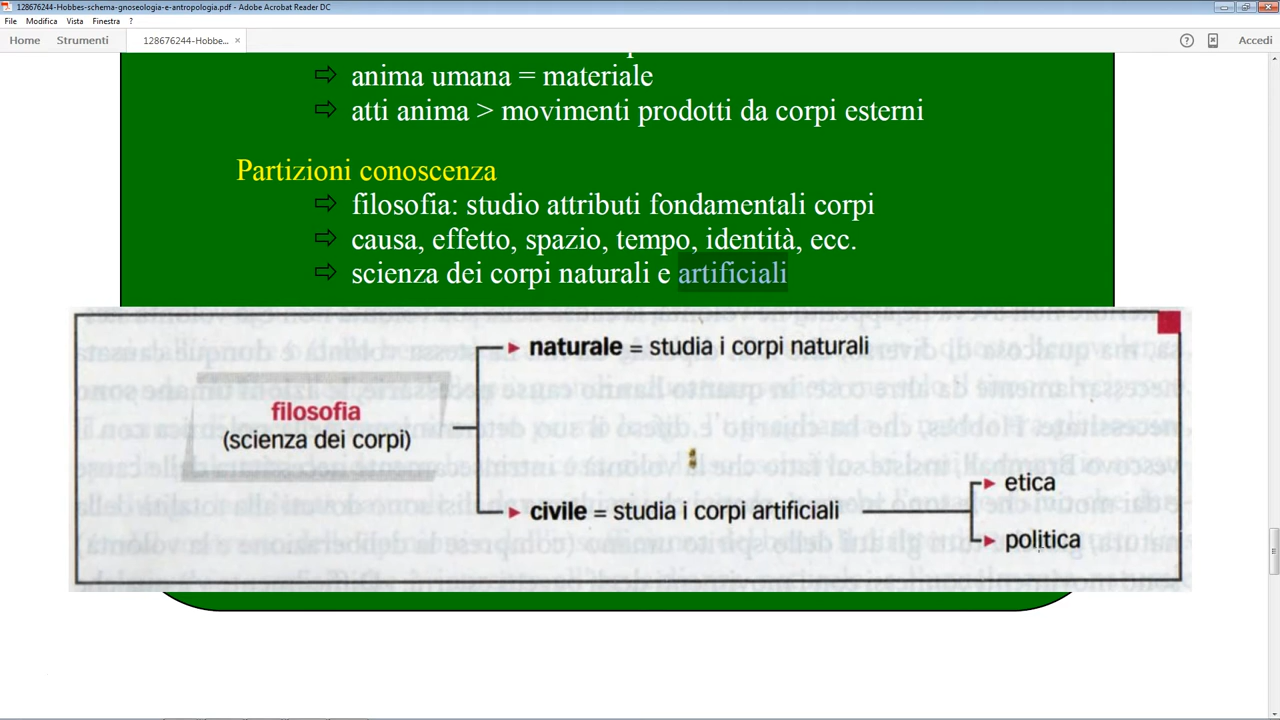 128676244-Hobbes-schema-gnoseologia-e-antropologia.pdf - Adobe Acrobat Reader DC
File Modifica Vista Finestra ?
Home Strumenti 128676244-Hobbe... × Accedi
anima umana = materiale
atti anima > movimenti prodotti da corpi esterni
Partizioni conoscenza
filosofia: studio attributi fondamentali corpi
causa, effetto, spazio, tempo, identità, ecc.
scienza dei corpi naturali e artificiali
naturale = studia i corpi naturali
filosofia
(scienza dei corpi)
civile = studia i corpi artificiali
etica
politica